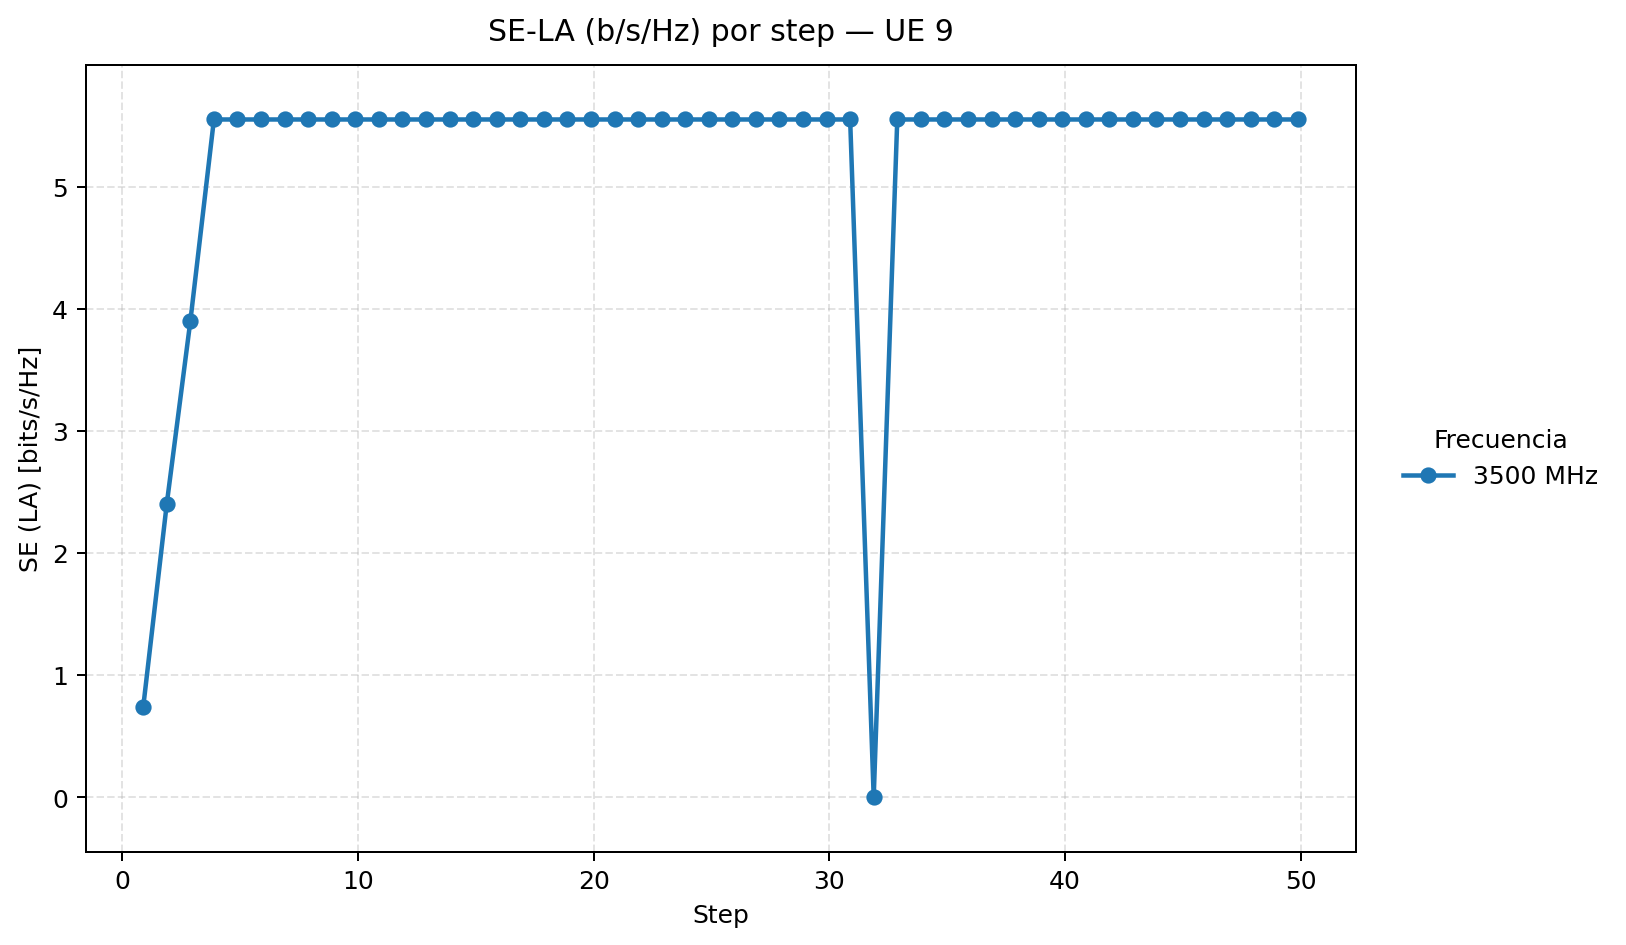 SE-LA (b/s/Hz) por step — UE 9
SE (LA) [bits/s/Hz]
5
4
3
2
1
0
0 10 20 30 40 50
Step
Frecuencia
3500 MHz